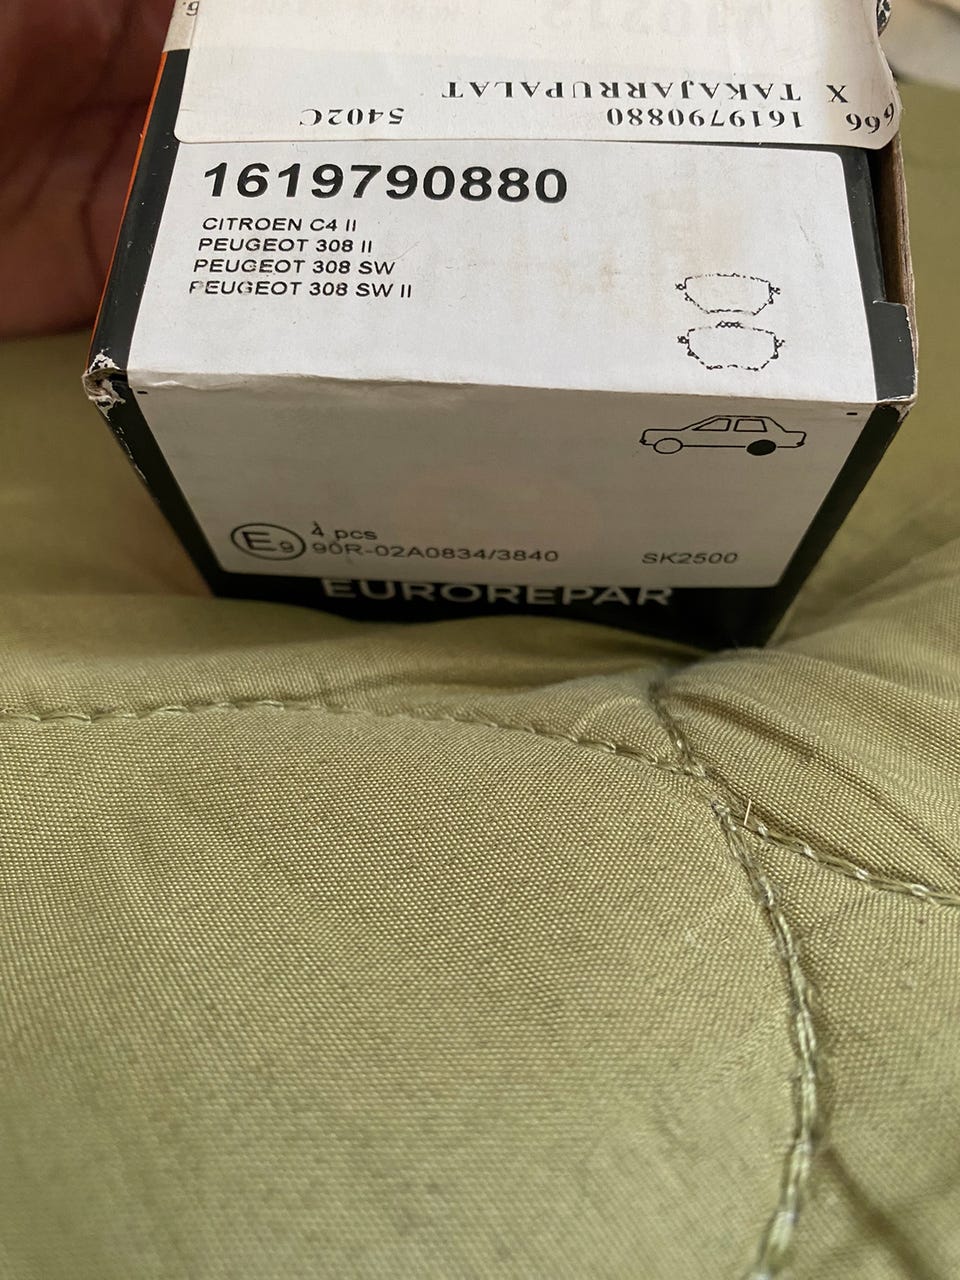 666 1619790880 5402C
X TAKAJARRUPALAT
1619790880
CITROEN C4 II
PEUGEOT 308 II
PEUGEOT 308 SW
PEUGEOT 308 SW II
E9
4 pcs
90R-02A0834/3840
SK2500
EUROREPAR